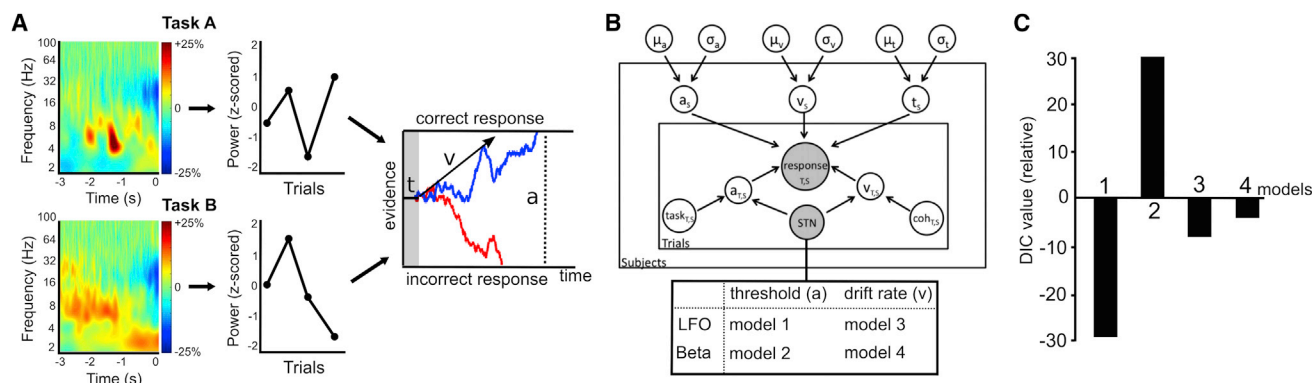 A
Task A
Frequency (Hz)
100
64
32
16
8
4
2
-3
-2
-1
0
Time (s)
+25%
0
-25%
Power (z-scored)
2
1
0
-1
-2
Trials
Task B
Frequency (Hz)
100
64
32
16
8
4
2
-3
-2
-1
0
Time (s)
+25%
0
-25%
Power (z-scored)
2
1
0
-1
-2
Trials
correct response
evidence
t
v
a
incorrect response
time
B
μa σa μv σv μt σt
aS vS tS
response
T,S
aT,S vT,S
taskT,S STN cohT,S
Trials
Subjects
threshold (a) drift rate (v)
LFO model 1 model 3
Beta model 2 model 4
C
DIC value (relative)
30
20
10
0
-10
20
30
-30
1
2
3
4
models